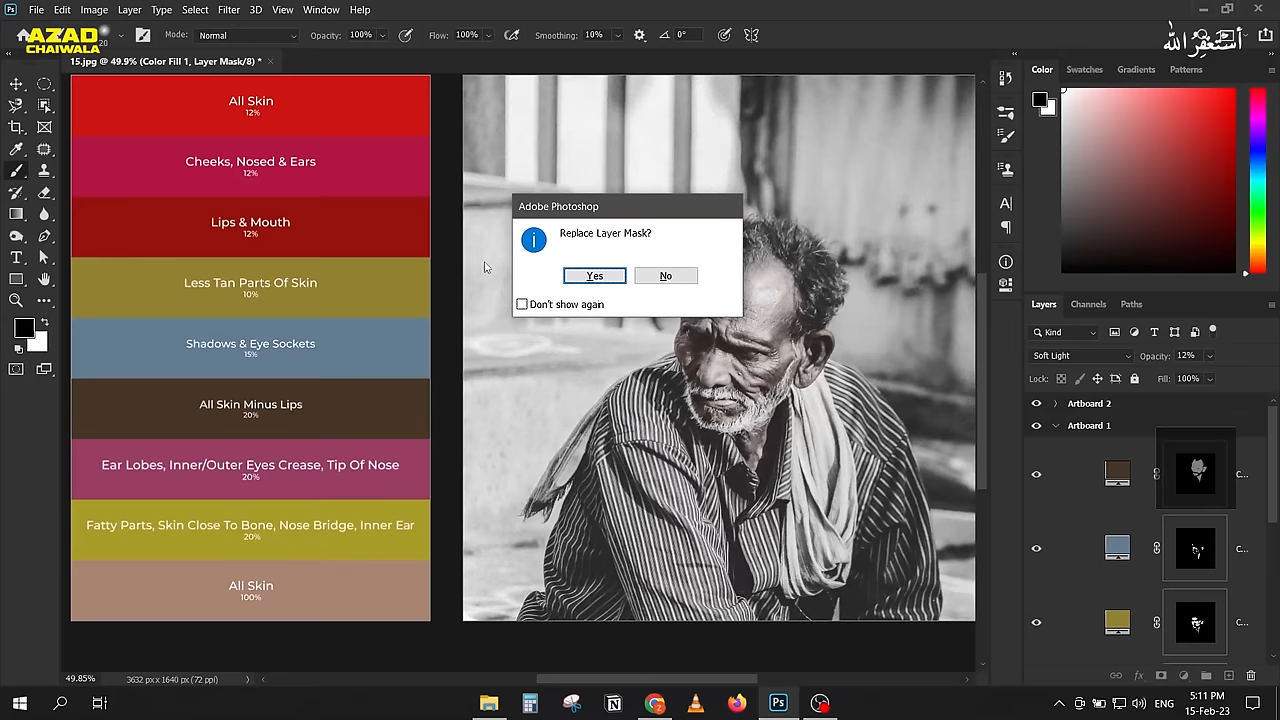 Ps File Edit Image Layer Type Select Filter 3D View Window Help
AZAD
CHAIWALA
20 Mode: Normal Opacity: 100% Flow: 100% Smoothing: 10% 0°
أستغفر الله
15.jpg @ 49.9% (Color Fill 1, Layer Mask/8) *
All Skin
12%
Cheeks, Nosed & Ears
12%
Lips & Mouth
12%
Less Tan Parts Of Skin
10%
Shadows & Eye Sockets
15%
All Skin Minus Lips
20%
Ear Lobes, Inner/Outer Eyes Crease, Tip Of Nose
20%
Fatty Parts, Skin Close To Bone, Nose Bridge, Inner Ear
20%
All Skin
100%
Adobe Photoshop
Replace Layer Mask?
Yes No
Don't show again
Color Swatches Gradients Patterns
Layers Channels Paths
Kind
Soft Light Opacity: 12%
Lock: Fill: 100%
Artboard 2
Artboard 1
C...
C...
C...
49.85% 3632 px x 1640 px (72 ppi)
ENG
5:11 PM
15-Feb-23